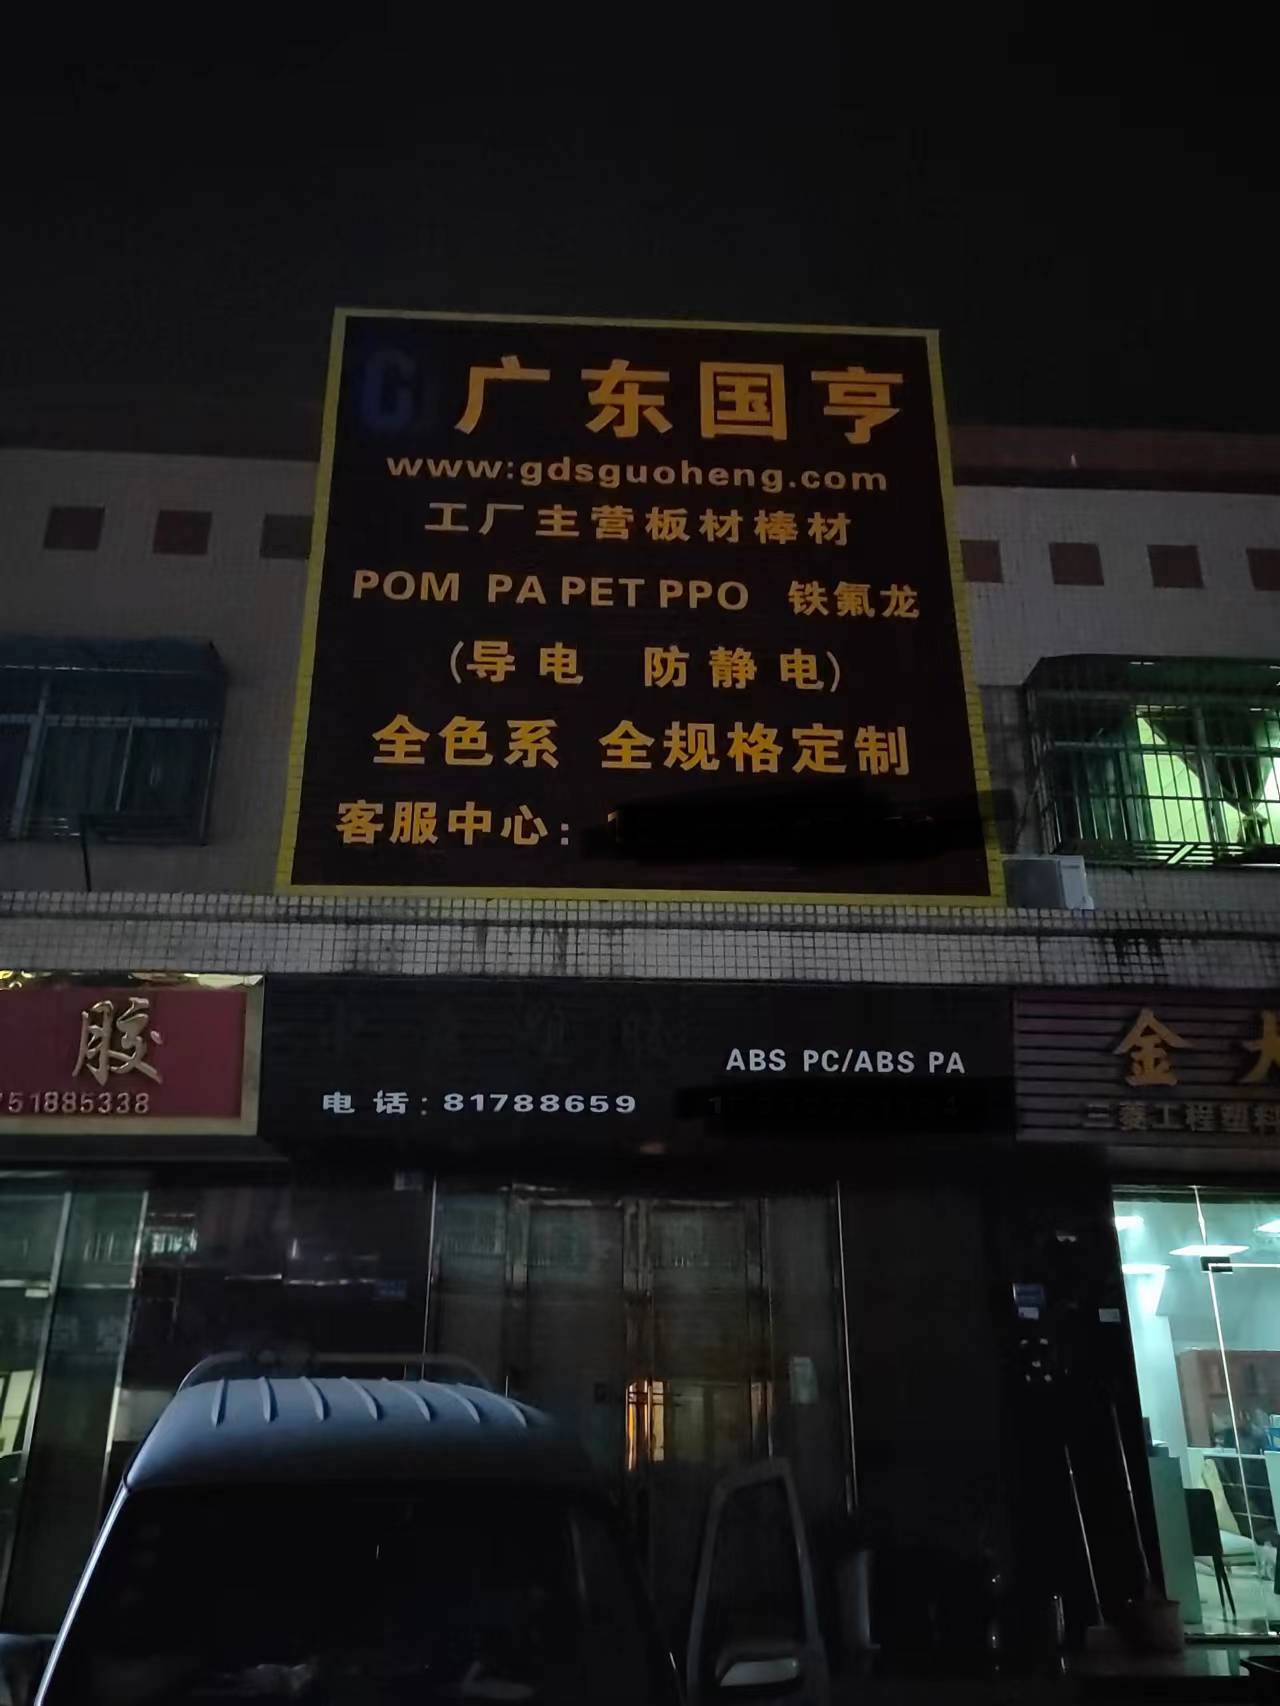 广东国亨
www:gdsguoheng.com
工厂主营板材棒材
POM PA PET PPO 铁氟龙
(导电 防静电)
全色系 全规格定制
客服中心:
胶
751885338
ABS PC/ABS PA
电话:81788659
金
三菱工程塑料